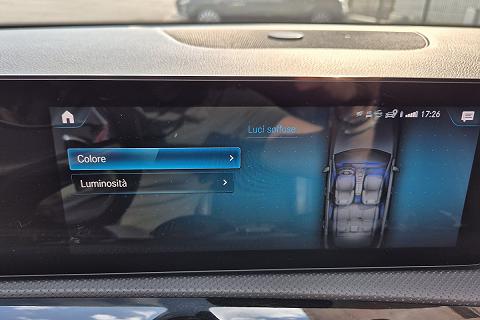 17:26
Luci soffuse
Colore
Luminosità